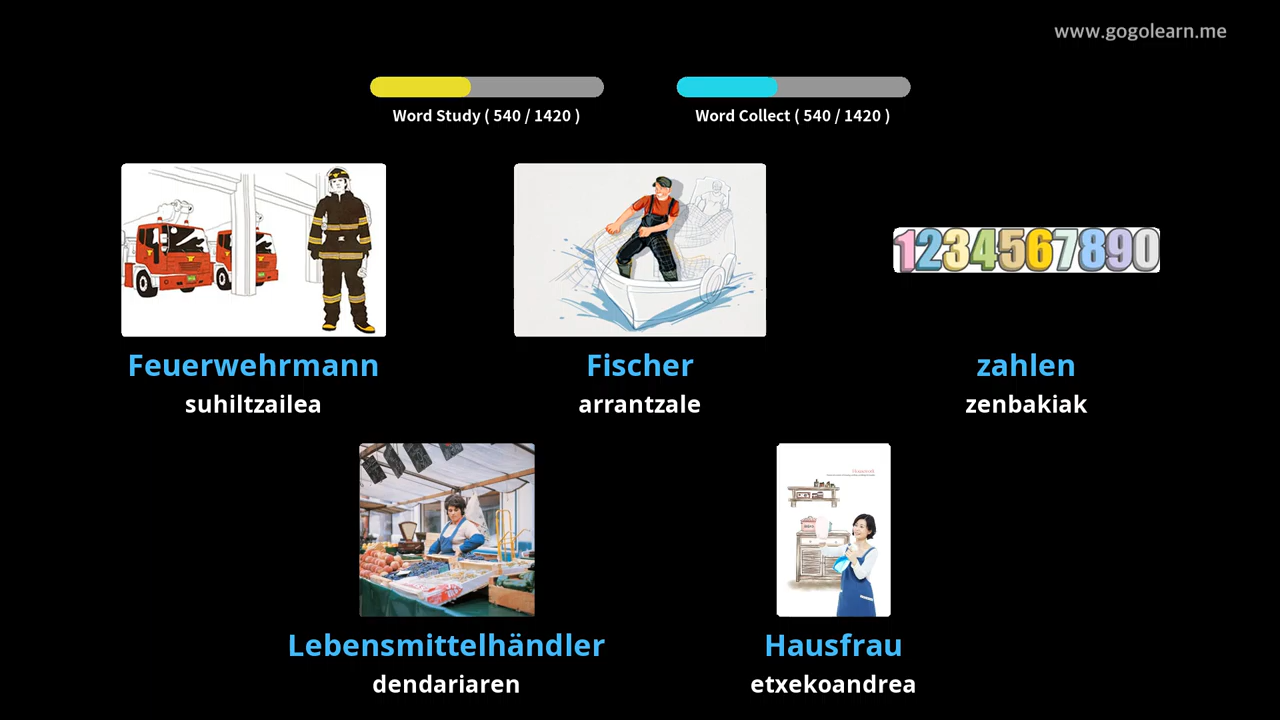 www.gogolearn.me
Word Study ( 540 / 1420 )
Word Collect ( 540 / 1420 )
1234567890
Feuerwehrmann
suhiltzailea
Fischer
arrantzale
zahlen
zenbakiak
Lebensmittelhändler
dendariaren
Hausfrau
etxekoandrea